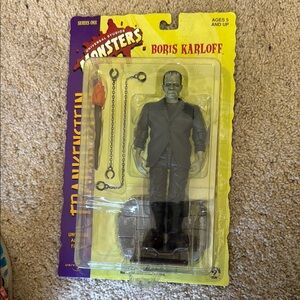 SERIES ONE
UNIVERSAL STUDIOS
MONSTERS
AGES 5
AND UP
BORIS KARLOFF
FRANKENSTEIN